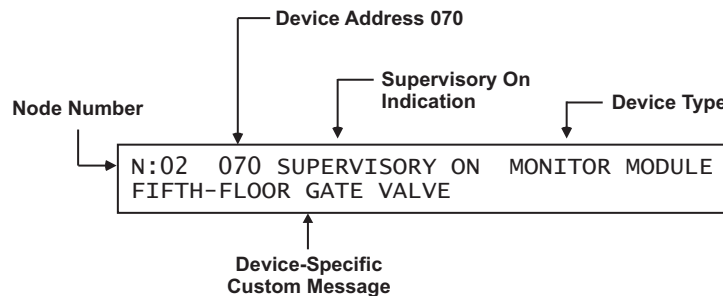 Device Address 070
Supervisory On
Indication
Node Number
Device Type
N:02 070 SUPERVISORY ON MONITOR MODULE
FIFTH-FLOOR GATE VALVE
Device-Specific
Custom Message